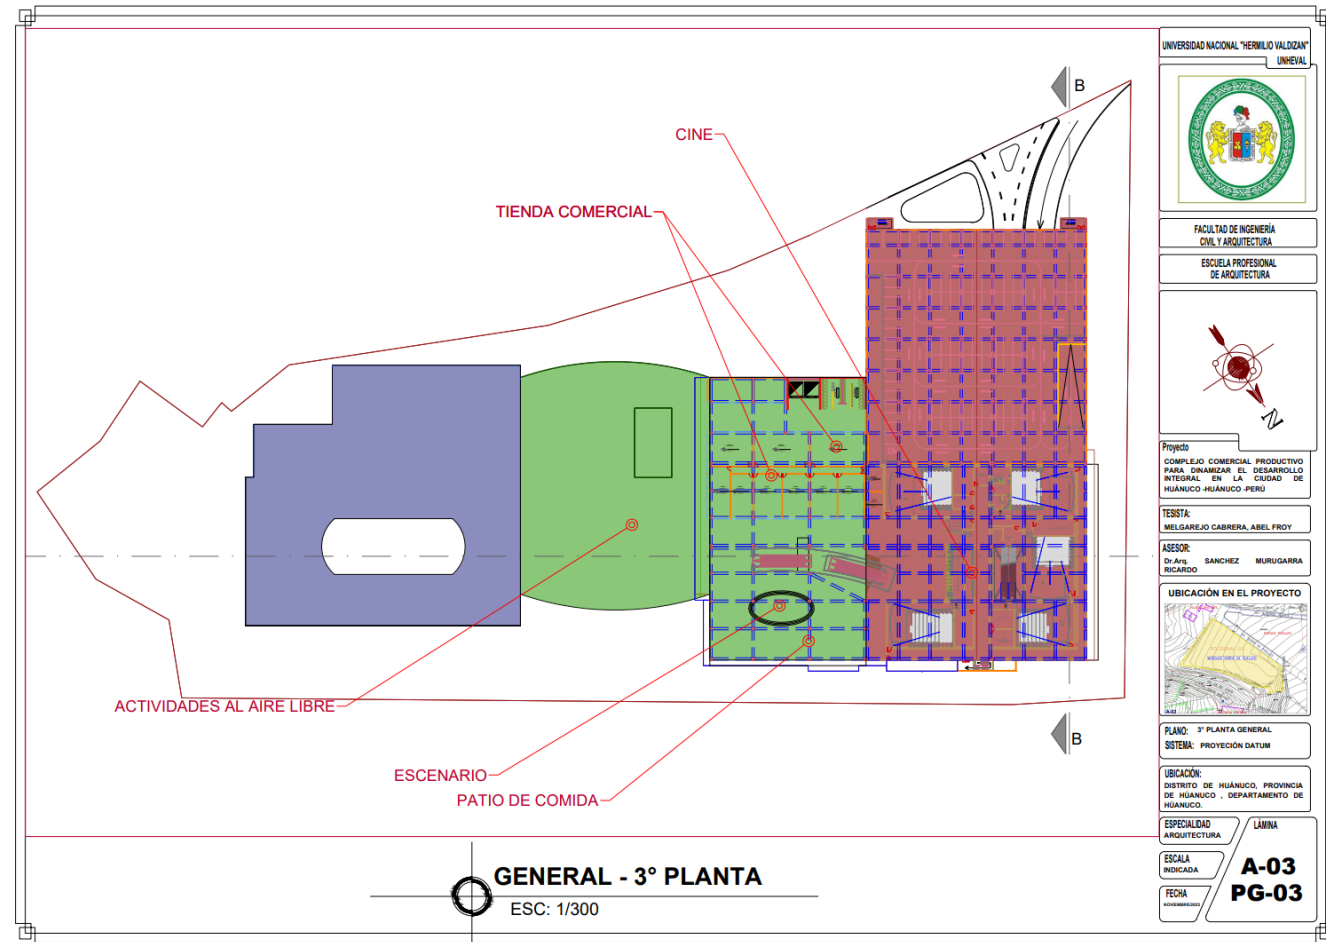 B
CINE
TIENDA COMERCIAL
ACTIVIDADES AL AIRE LIBRE
ESCENARIO
PATIO DE COMIDA
B
GENERAL - 3° PLANTA
ESC: 1/300
UNIVERSIDAD NACIONAL "HERMILIO VALDIZAN"
UNHEVAL
FACULTAD DE INGENIERÍA
CIVIL Y ARQUITECTURA
ESCUELA PROFESIONAL
DE ARQUITECTURA
N
Proyecto
COMPLEJO COMERCIAL PRODUCTIVO
PARA DINAMIZAR EL DESARROLLO
INTEGRAL EN LA CIUDAD DE
HUÁNUCO -HUÁNUCO -PERÚ
TESISTA:
MELGAREJO CABRERA, ABEL FROY
ASESOR:
Dr.Arq. SANCHEZ MURUGARRA
RICARDO
UBICACIÓN EN EL PROYECTO
PLANO: 3° PLANTA GENERAL
SISTEMA: PROYECIÓN DATUM
UBICACIÓN:
DISTRITO DE HUÁNUCO, PROVINCIA
DE HÚANUCO , DEPARTAMENTO DE
HÚANUCO.
ESPECIALIDAD
ARQUITECTURA
LÁMINA
ESCALA
INDICADA
A-03
PG-03
FECHA
NOVIEMBRE/2023